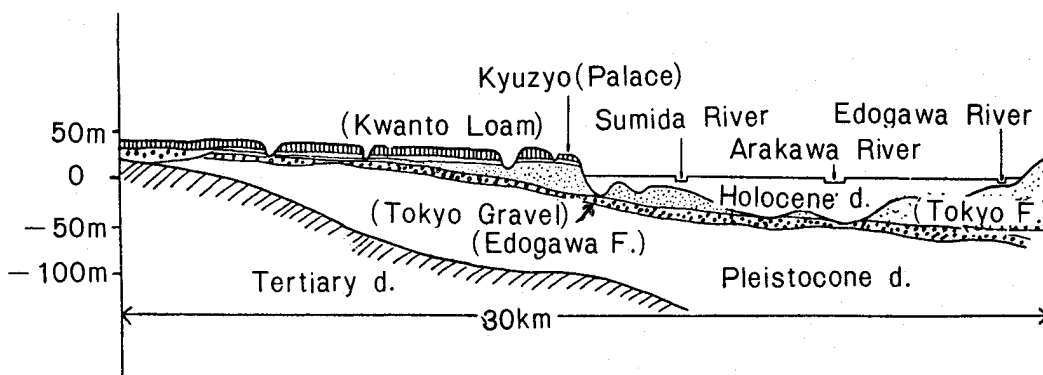 Kyuzyo(Palace)
(Kwanto Loam)
Sumida River
Edogawa River
Arakawa River
50m
0
−50m
−100m
Holocene d.
(Tokyo Gravel)
(Tokyo F.)
(Edogawa F.)
Tertiary d.
Pleistocone d.
30km